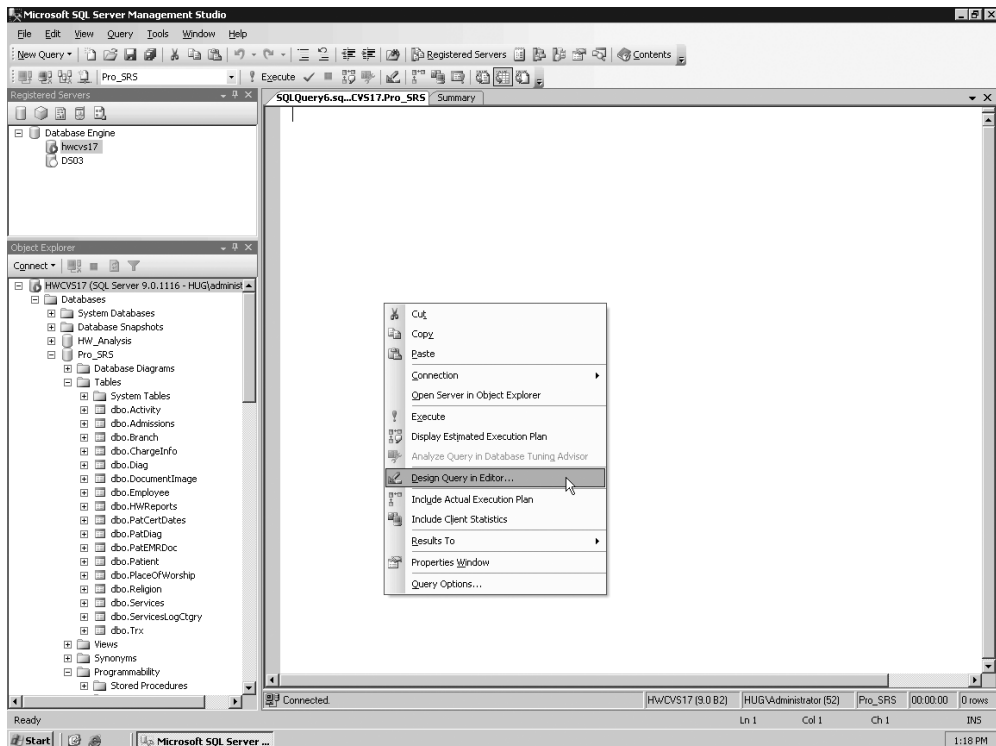 Microsoft SQL Server Management Studio
File Edit View Query Tools Window Help
New Query Registered Servers Contents
Pro_SRS Execute
Registered Servers
Database Engine
hwcvs17
DS03
Object Explorer
Connect
HWCVS17 (SQL Server 9.0.1116 - HUG\administ
Databases
System Databases
Database Snapshots
HW_Analysis
Pro_SRS
Database Diagrams
Tables
System Tables
dbo.Activity
dbo.Admissions
dbo.Branch
dbo.ChargeInfo
dbo.Diag
dbo.DocumentImage
dbo.Employee
dbo.HWReports
dbo.PatCertDates
dbo.PatDiag
dbo.PatEMRDoc
dbo.Patient
dbo.PlaceOfWorship
dbo.Religion
dbo.Services
dbo.ServicesLogCtgry
dbo.Trx
Views
Synonyms
Programmability
Stored Procedures
SQLQuery6.sq...CVS17.Pro_SRS Summary
Cut
Copy
Paste
Connection
Open Server in Object Explorer
Execute
Display Estimated Execution Plan
Analyze Query in Database Tuning Advisor
Design Query in Editor...
Include Actual Execution Plan
Include Client Statistics
Results To
Properties Window
Query Options...
Connected. HWCVS17 (9.0 B2) HUG\Administrator (52) Pro_SRS 00:00:00 0 rows
Ready Ln 1 Col 1 Ch 1 INS
Start Microsoft SQL Server ... 1:18 PM